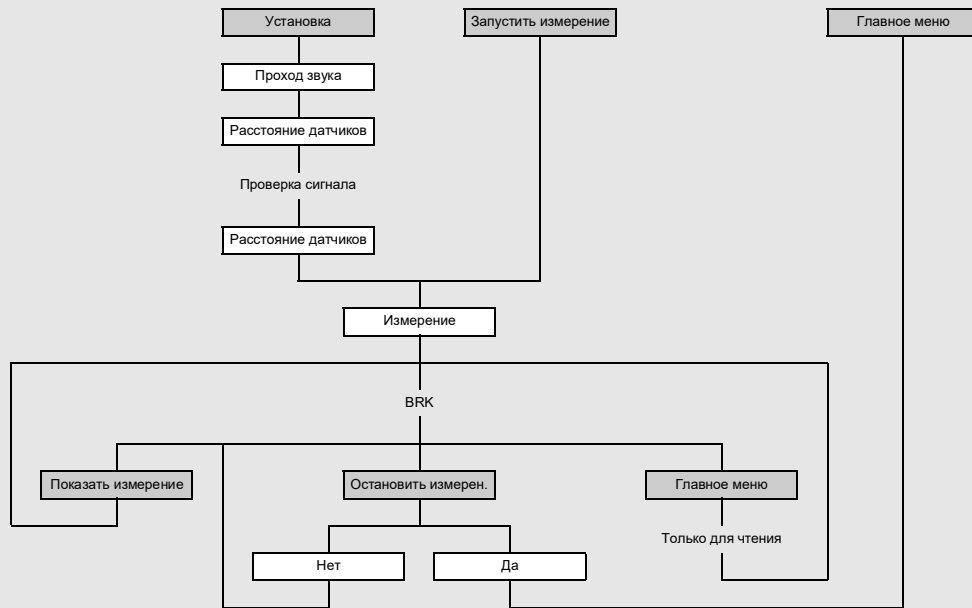 Установка
Запустить измерение
Главное меню
Проход звука
Расстояние датчиков
Проверка сигнала
Расстояние датчиков
Измерение
BRK
Показать измерение
Остановить измерен.
Главное меню
Только для чтения
Нет
Да